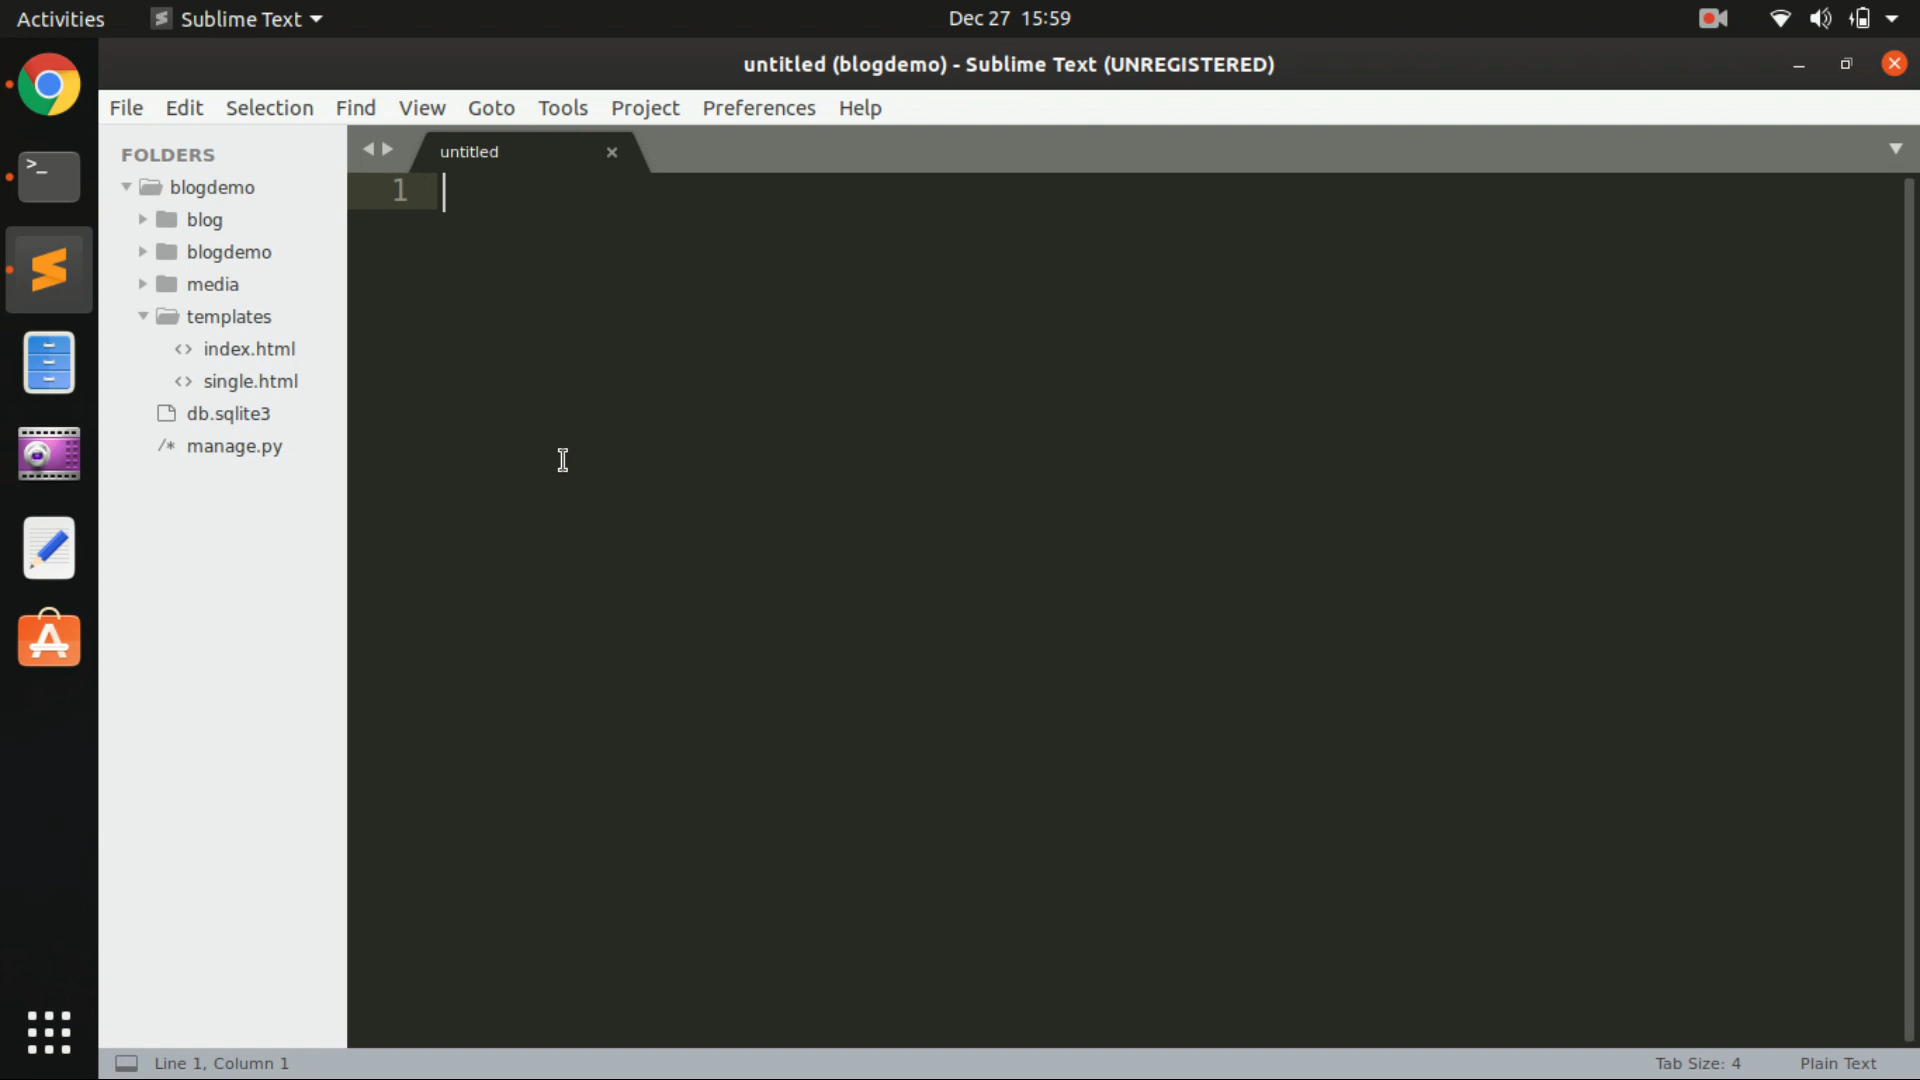 Activities Sublime Text Dec 27 15:59
untitled (blogdemo) - Sublime Text (UNREGISTERED)
File Edit Selection Find View Goto Tools Project Preferences Help
FOLDERS
blogdemo
blog
blogdemo
media
templates
<> index.html
<> single.html
db.sqlite3
/* manage.py
untitled ×
1
Line 1, Column 1 Tab Size: 4 Plain Text